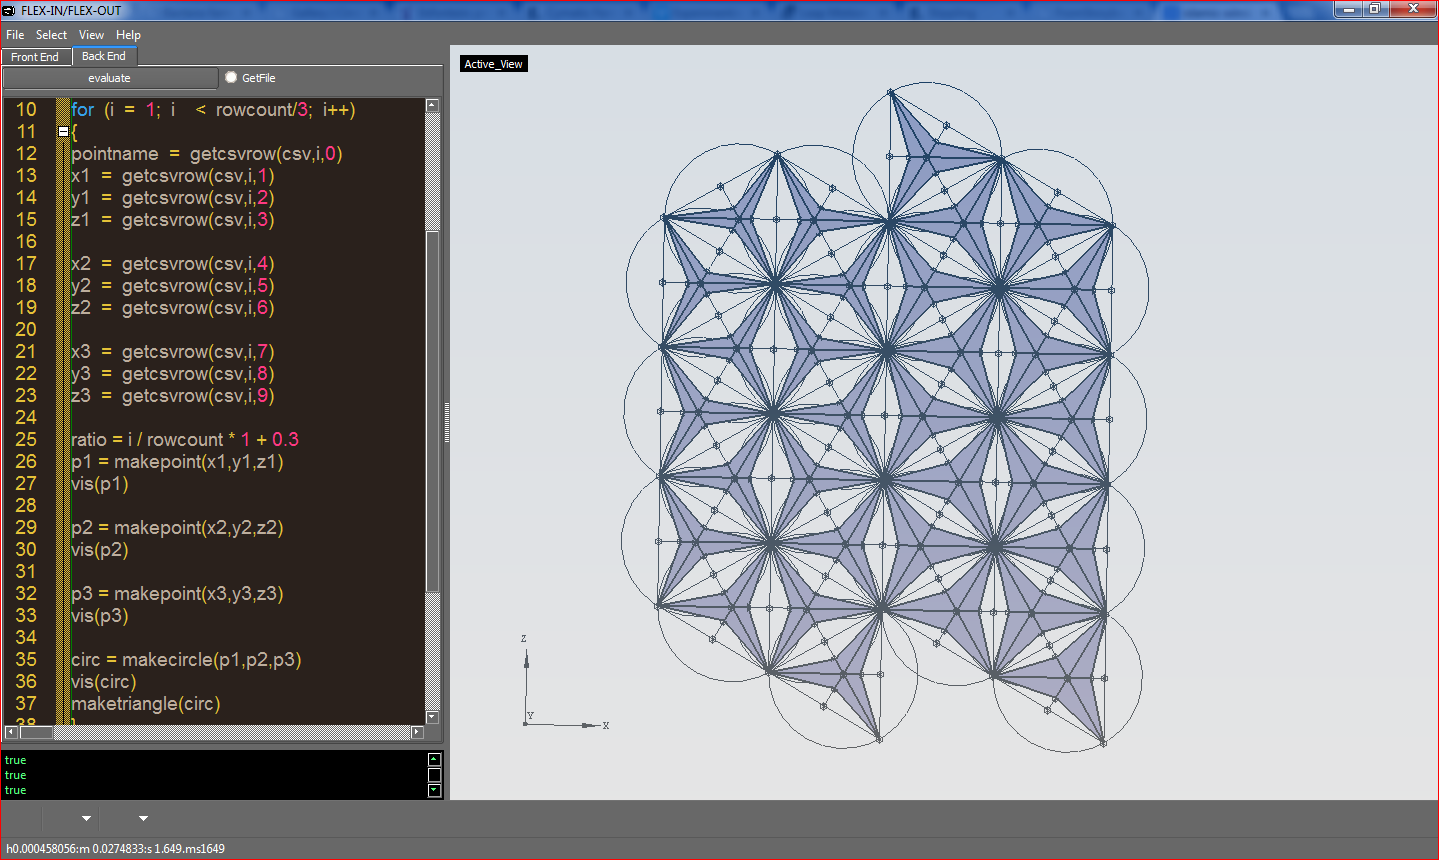 FLEX-IN/FLEX-OUT
File Select View Help
Front End Back End
evaluate GetFile
10 for (i = 1; i < rowcount/3; i++)
11 {
12 pointname = getcsvrow(csv,i,0)
13 x1 = getcsvrow(csv,i,1)
14 y1 = getcsvrow(csv,i,2)
15 z1 = getcsvrow(csv,i,3)
16
17 x2 = getcsvrow(csv,i,4)
18 y2 = getcsvrow(csv,i,5)
19 z2 = getcsvrow(csv,i,6)
20
21 x3 = getcsvrow(csv,i,7)
22 y3 = getcsvrow(csv,i,8)
23 z3 = getcsvrow(csv,i,9)
24
25 ratio = i / rowcount * 1 + 0.3
26 p1 = makepoint(x1,y1,z1)
27 vis(p1)
28
29 p2 = makepoint(x2,y2,z2)
30 vis(p2)
31
32 p3 = makepoint(x3,y3,z3)
33 vis(p3)
34
35 circ = makecircle(p1,p2,p3)
36 vis(circ)
37 maketriangle(circ)
38 }
true
true
true
h0.000458056:m 0.0274833:s 1.649.ms1649
Active_View
Z
Y
X